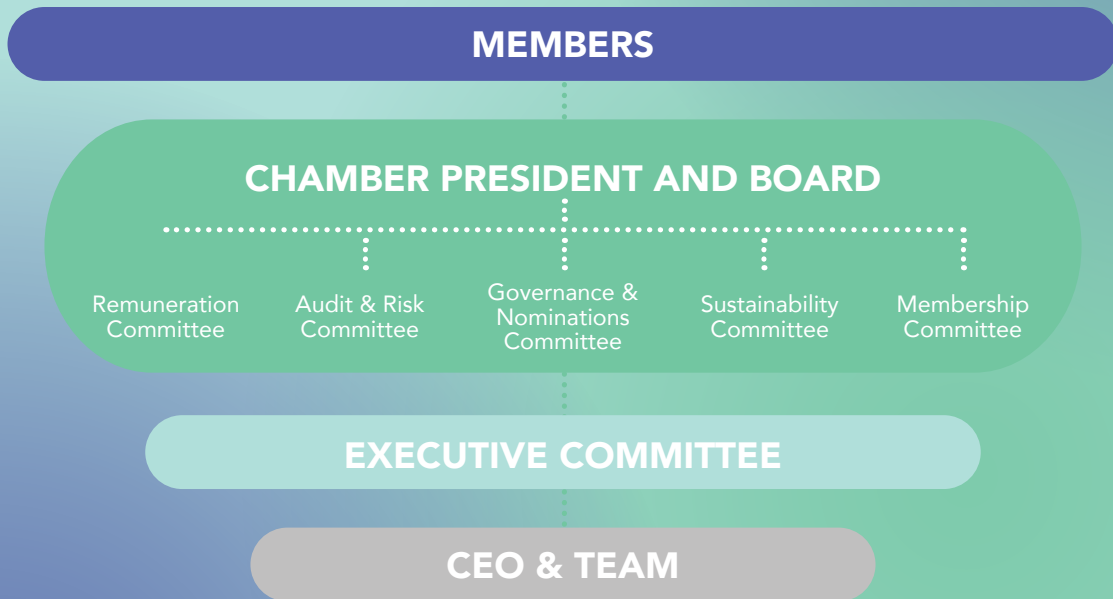 MEMBERS
CHAMBER PRESIDENT AND BOARD
Remuneration
Committee
Audit & Risk
Committee
Governance &
Nominations
Committee
Sustainability
Committee
Membership
Committee
EXECUTIVE COMMITTEE
CEO & TEAM